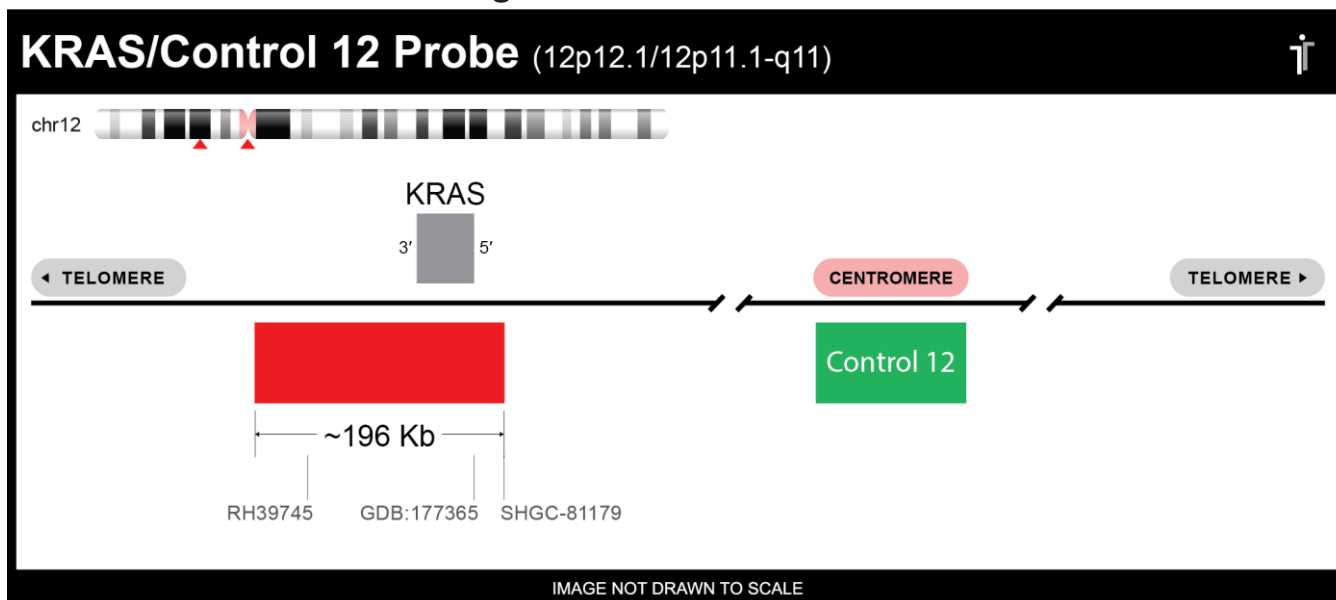 KRAS/Control 12 Probe (12p12.1/12p11.1-q11)
chr12
KRAS
3′ 5′
◄ TELOMERE CENTROMERE TELOMERE ►
Control 12
~196 Kb
RH39745 GDB:177365 SHGC-81179
IMAGE NOT DRAWN TO SCALE